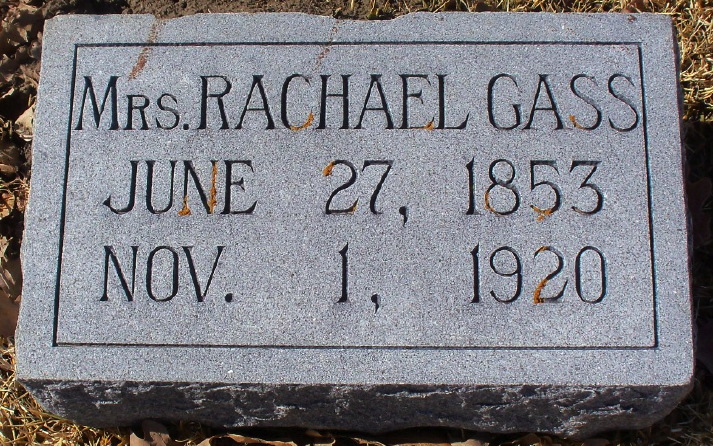 Mrs. RACHAEL GASS
JUNE 27, 1853
NOV. 1, 1920